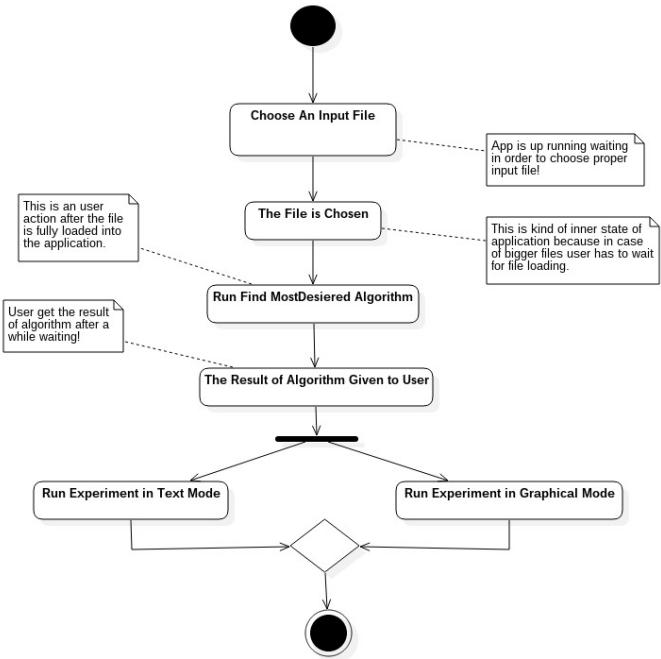 Choose An Input File
App is up running waiting
in order to choose proper
input file!
This is an user
action after the file
is fully loaded into
the application.
The File is Chosen
This is kind of inner state of
application because in case
of bigger files user has to wait
for file loading.
Run Find MostDesiered Algorithm
User get the result
of algorithm after a
while waiting!
The Result of Algorithm Given to User
Run Experiment in Text Mode
Run Experiment in Graphical Mode